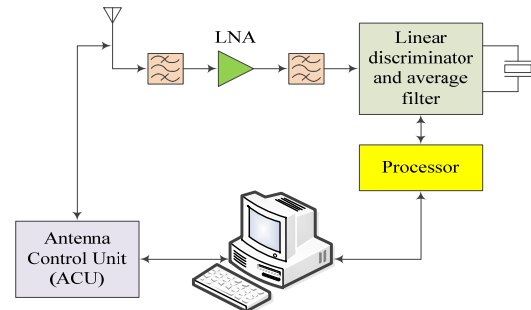 LNA
Linear
discriminator
and average
filter
Processor
Antenna
Control Unit
(ACU)